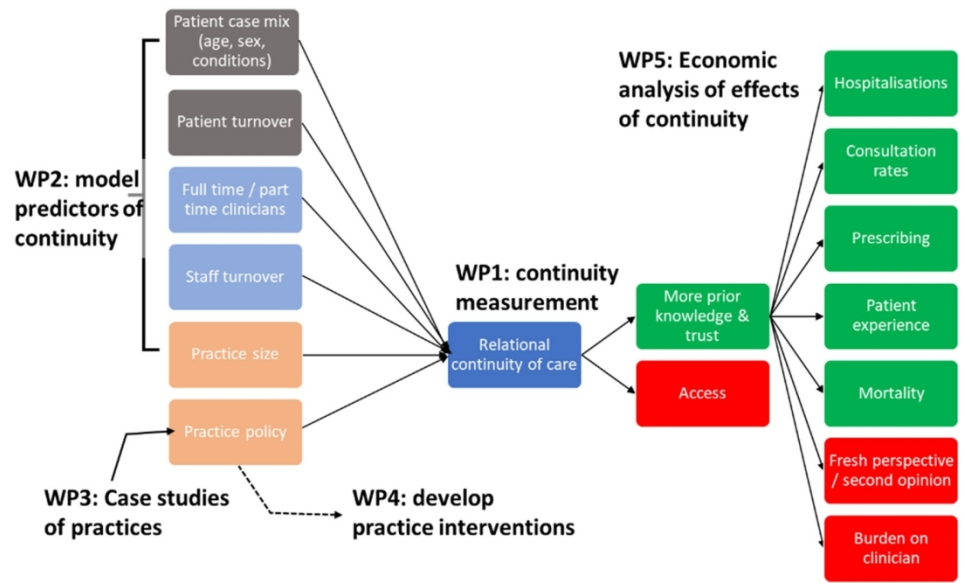 Patient case mix
(age, sex,
conditions)
Patient turnover
WP2: model
predictors of
continuity
Full time / part
time clinicians
Staff turnover
Practice size
Practice policy
WP3: Case studies
of practices
WP4: develop
practice interventions
WP1: continuity
measurement
Relational
continuity of care
More prior
knowledge &
trust
Access
WP5: Economic
analysis of effects
of continuity
Hospitalisations
Consultation
rates
Prescribing
Patient
experience
Mortality
Fresh perspective
/ second opinion
Burden on
clinician